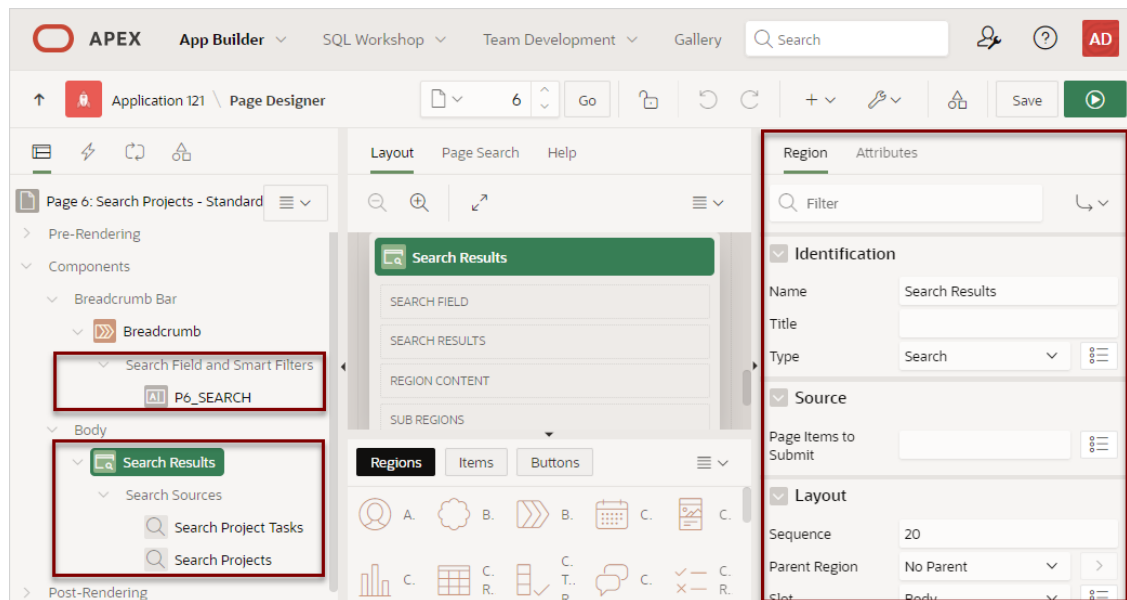 APEX App Builder SQL Workshop Team Development Gallery Search AD
Application 121 \ Page Designer 6 Go Save
Layout Page Search Help
Region Attributes
Page 6: Search Projects - Standard
Pre-Rendering
Components
Breadcrumb Bar
Breadcrumb
Search Field and Smart Filters
P6_SEARCH
Body
Search Results
Search Sources
Search Project Tasks
Search Projects
Post-Rendering
Search Results
SEARCH FIELD
SEARCH RESULTS
REGION CONTENT
SUB REGIONS
Regions Items Buttons
A. B. B. C. C.
C. C. R. C. T.. R. C. C. R.
Filter
Identification
Name Search Results
Title
Type Search
Source
Page Items to
Submit
Layout
Sequence 20
Parent Region No Parent
Slot Body